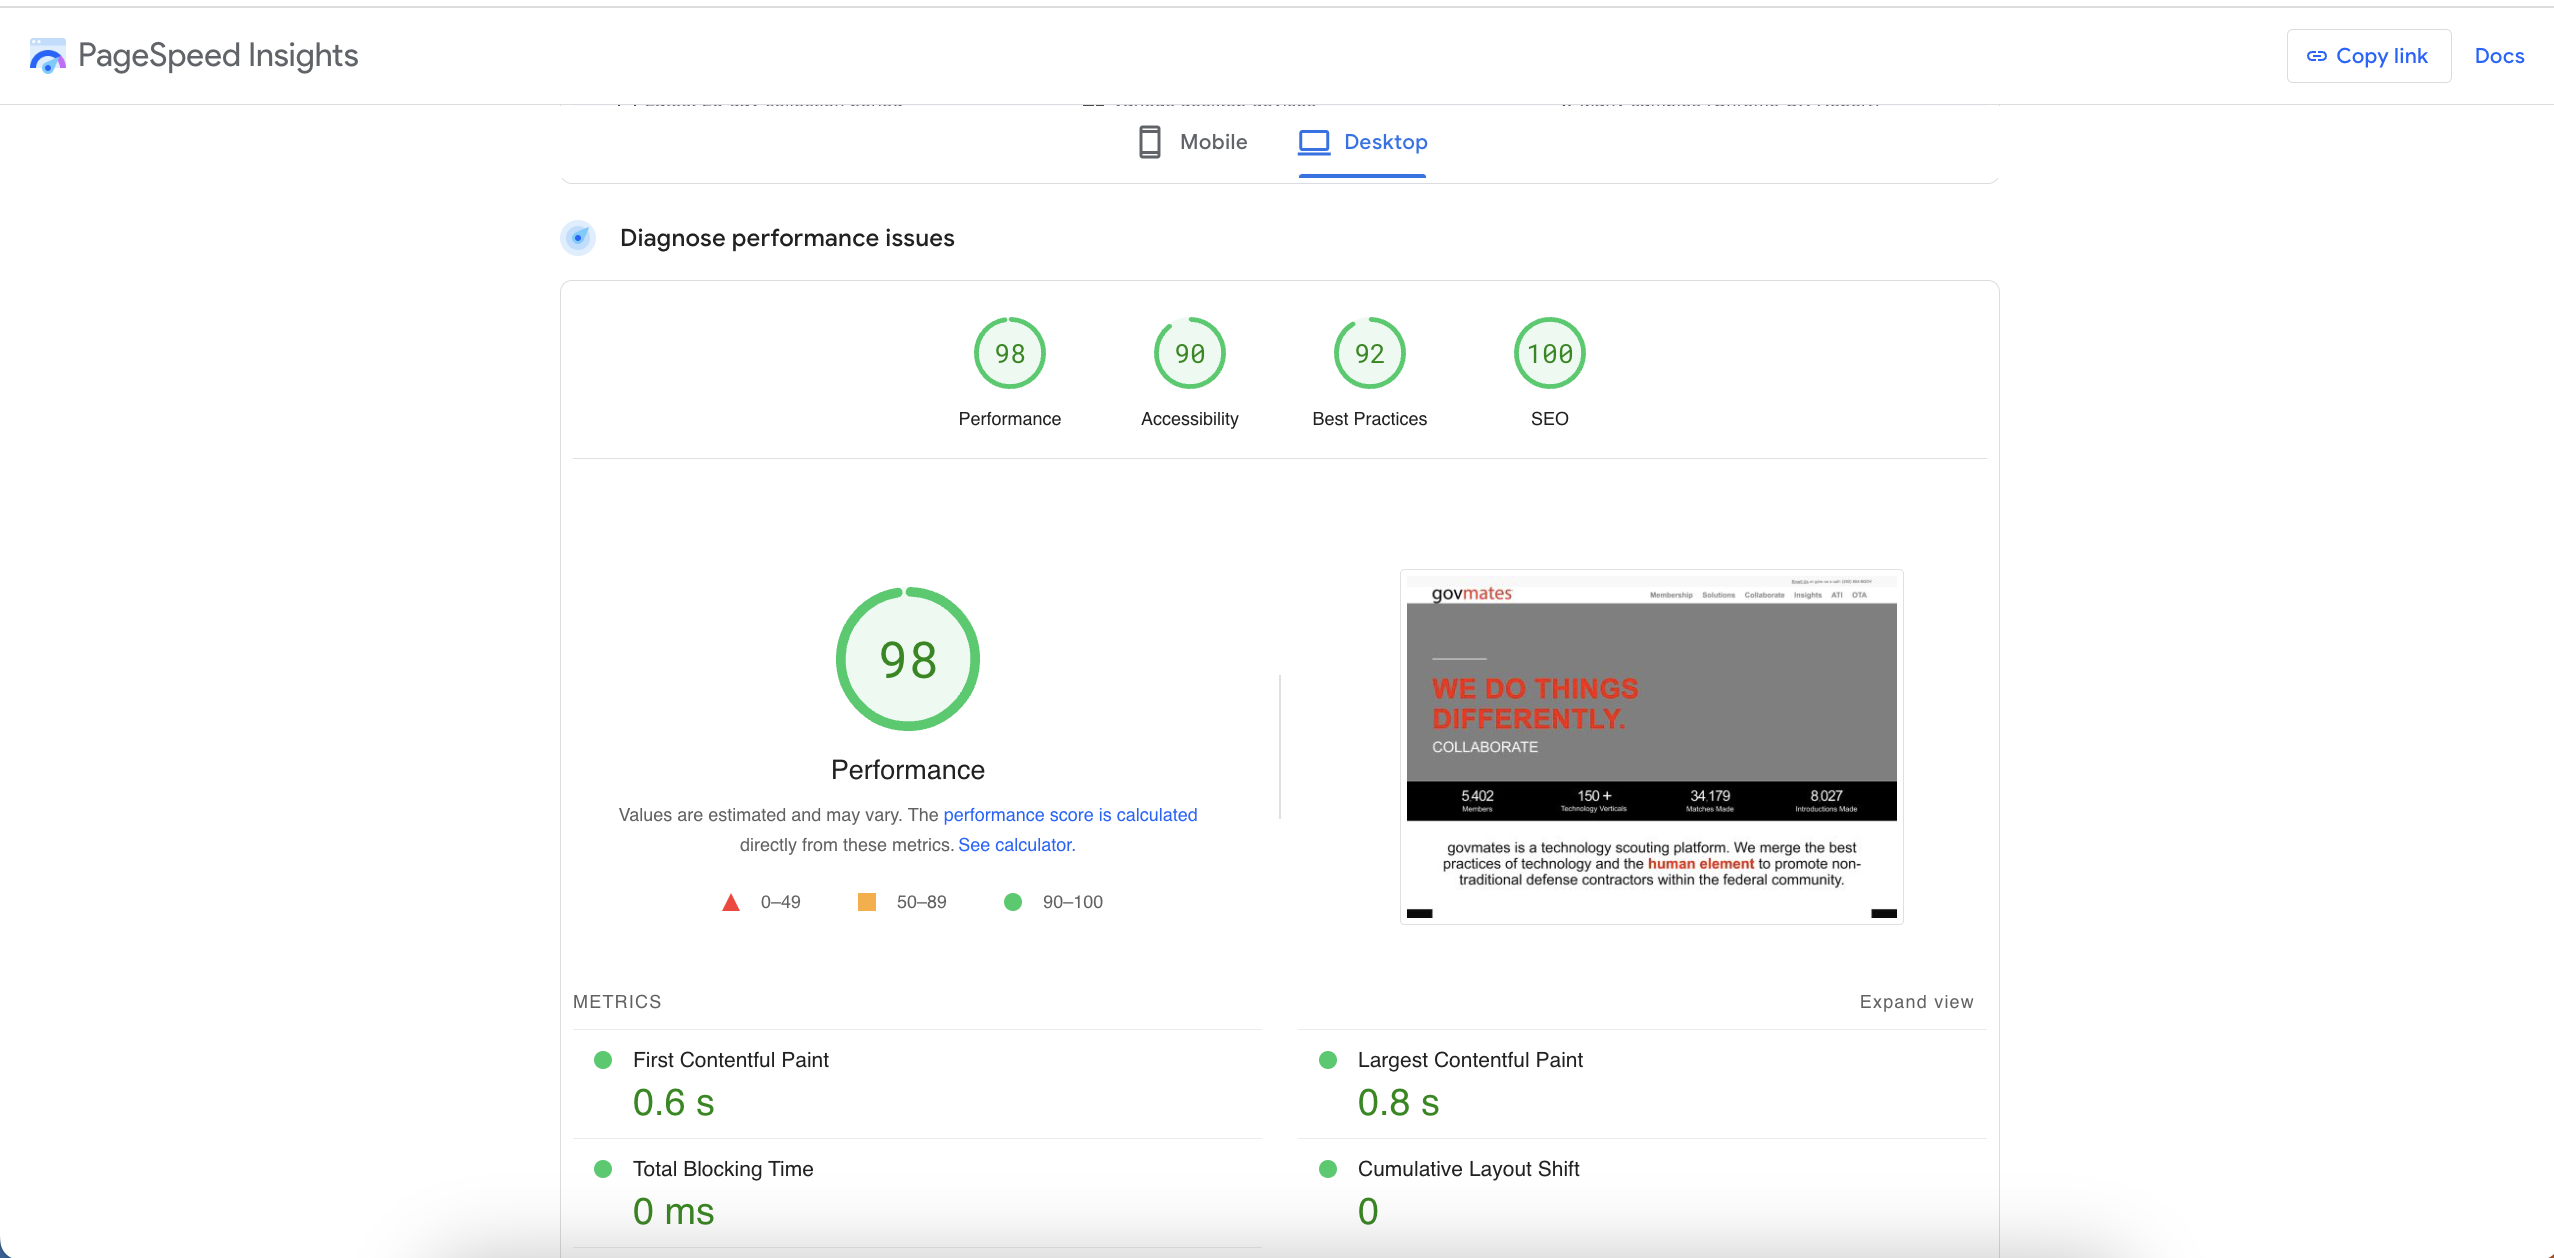 PageSpeed Insights
Copy link
Docs
Mobile
Desktop
Diagnose performance issues
98
90
92
100
Performance
Accessibility
Best Practices
SEO
98
Performance
Values are estimated and may vary. The performance score is calculated
directly from these metrics. See calculator.
0–49
50–89
90–100
govmates
Membership Solutions Collaborate Insights ATI OTA
WE DO THINGS
DIFFERENTLY.
COLLABORATE
5,402
Members
150 +
Technology Verticals
34,179
Matches Made
8,027
Introductions Made
govmates is a technology scouting platform. We merge the best
practices of technology and the human element to promote non-
traditional defense contractors within the federal community.
METRICS
Expand view
First Contentful Paint
0.6 s
Largest Contentful Paint
0.8 s
Total Blocking Time
0 ms
Cumulative Layout Shift
0